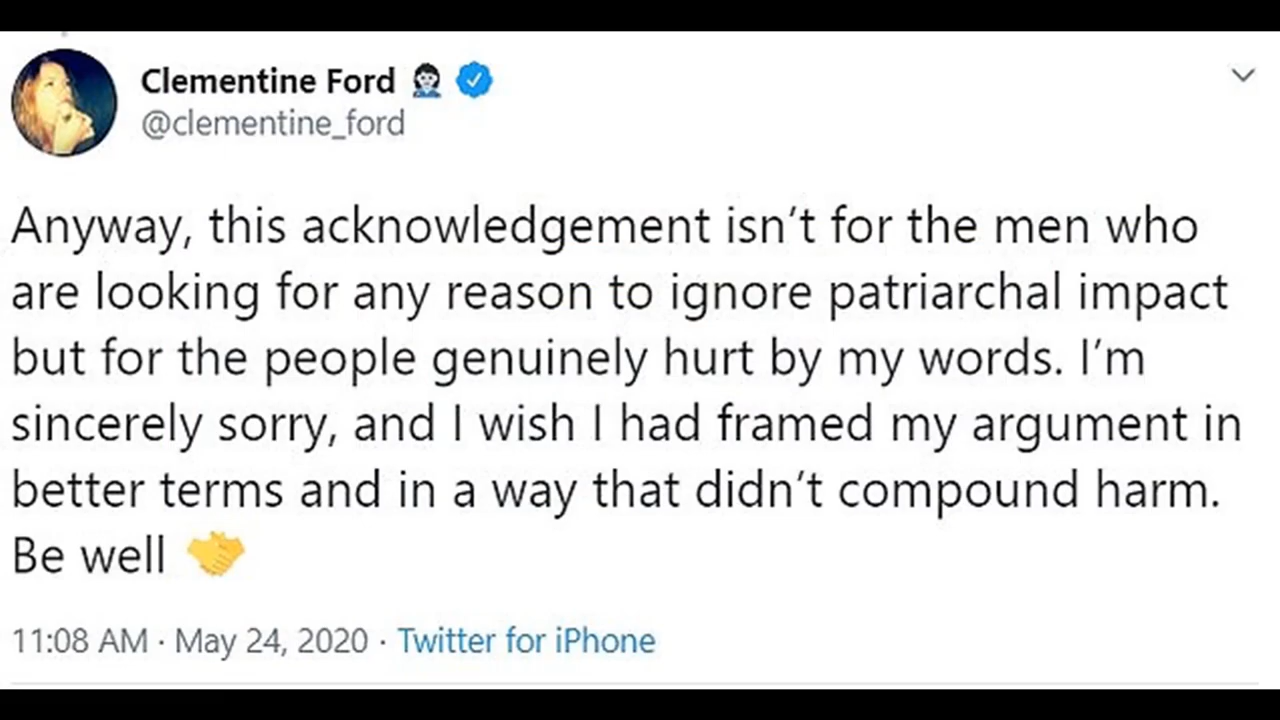 Clementine Ford
@clementine_ford
Anyway, this acknowledgement isn’t for the men who
are looking for any reason to ignore patriarchal impact
but for the people genuinely hurt by my words. I’m
sincerely sorry, and I wish I had framed my argument in
better terms and in a way that didn’t compound harm.
Be well 🤝
11:08 AM · May 24, 2020 · Twitter for iPhone